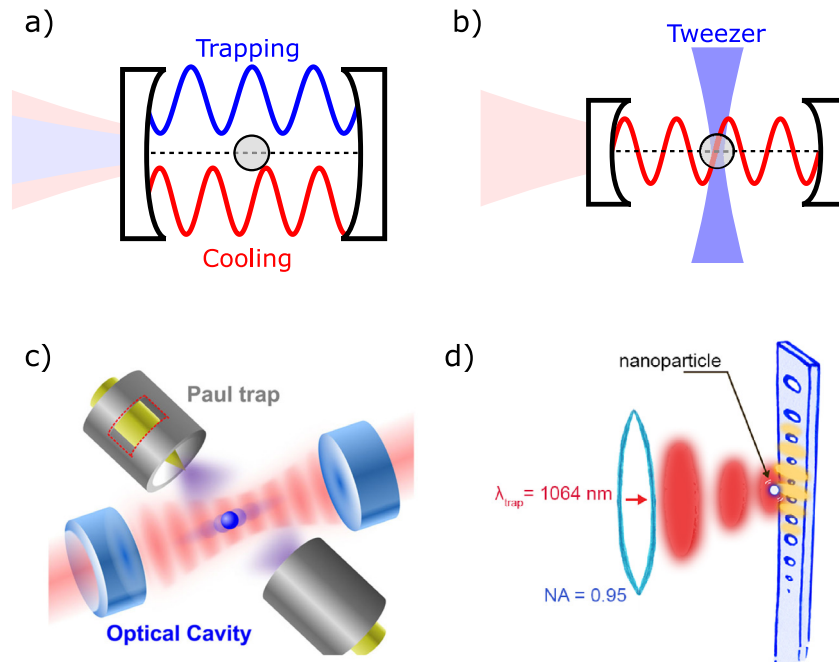 a)
Trapping
Cooling
b)
Tweezer
c)
Paul trap
Optical Cavity
d)
nanoparticle
λtrap= 1064 nm
NA = 0.95